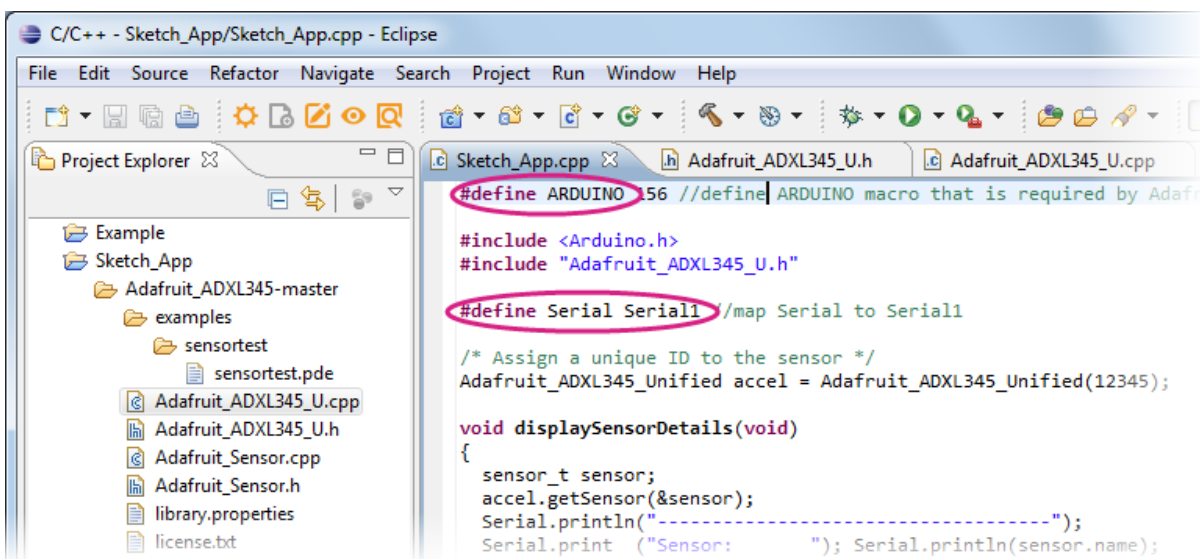 C/C++ - Sketch_App/Sketch_App.cpp - Eclipse
File Edit Source Refactor Navigate Search Project Run Window Help
Project Explorer
Example
Sketch_App
Adafruit_ADXL345-master
examples
sensortest
sensortest.pde
Adafruit_ADXL345_U.cpp
Adafruit_ADXL345_U.h
Adafruit_Sensor.cpp
Adafruit_Sensor.h
library.properties
license.txt
Sketch_App.cpp Adafruit_ADXL345_U.h Adafruit_ADXL345_U.cpp
#define ARDUINO 156 //define ARDUINO macro that is required by Adafr
#include <Arduino.h>
#include "Adafruit_ADXL345_U.h"
#define Serial Serial1 //map Serial to Serial1
/* Assign a unique ID to the sensor */
Adafruit_ADXL345_Unified accel = Adafruit_ADXL345_Unified(12345);
void displaySensorDetails(void)
{
sensor_t sensor;
accel.getSensor(&sensor);
Serial.println("------------------------------------");
Serial.print ("Sensor:       "); Serial.println(sensor.name);